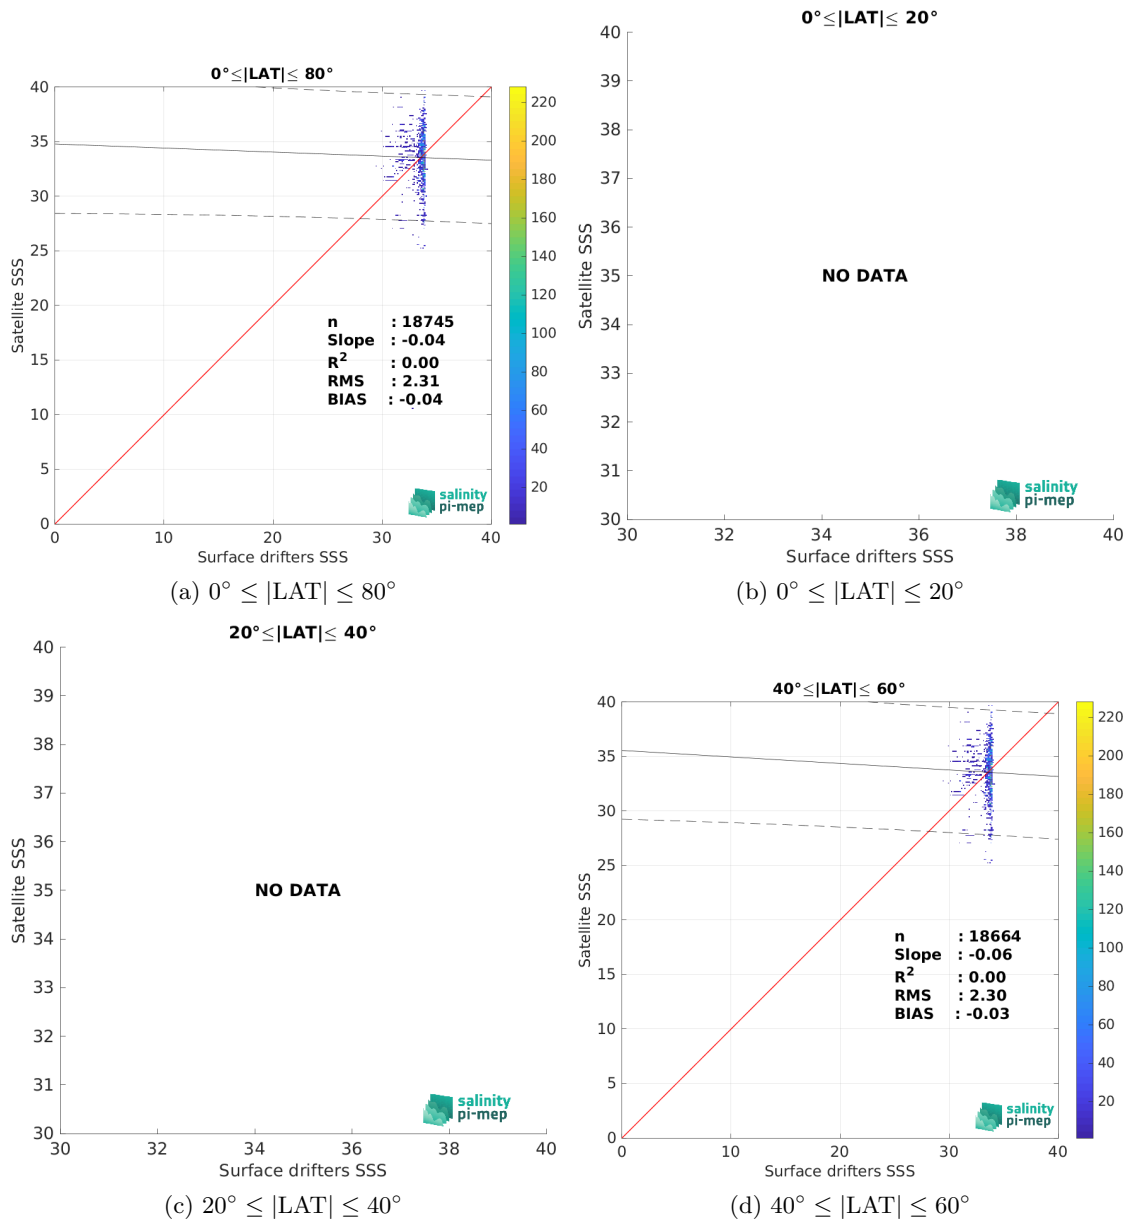 0°≤|LAT|≤ 80°
40
35
30
25
20
15
10
5
0
Satellite SSS
n : 18745
Slope : -0.04
R² : 0.00
RMS : 2.31
BIAS : -0.04
salinity
pi-mep
0 10 20 30 40
Surface drifters SSS
220
200
180
160
140
120
100
80
60
40
20
(a) 0° ≤ |LAT| ≤ 80°
0°≤|LAT|≤ 20°
40
39
38
37
36
35
34
33
32
31
30
Satellite SSS
NO DATA
salinity
pi-mep
30 32 34 36 38 40
Surface drifters SSS
(b) 0° ≤ |LAT| ≤ 20°
20°≤|LAT|≤ 40°
40
39
38
37
36
35
34
33
32
31
30
Satellite SSS
NO DATA
salinity
pi-mep
30 32 34 36 38 40
Surface drifters SSS
(c) 20° ≤ |LAT| ≤ 40°
40°≤|LAT|≤ 60°
40
35
30
25
20
15
10
5
0
Satellite SSS
n : 18664
Slope : -0.06
R² : 0.00
RMS : 2.30
BIAS : -0.03
salinity
pi-mep
0 10 20 30 40
Surface drifters SSS
220
200
180
160
140
120
100
80
60
40
20
(d) 40° ≤ |LAT| ≤ 60°